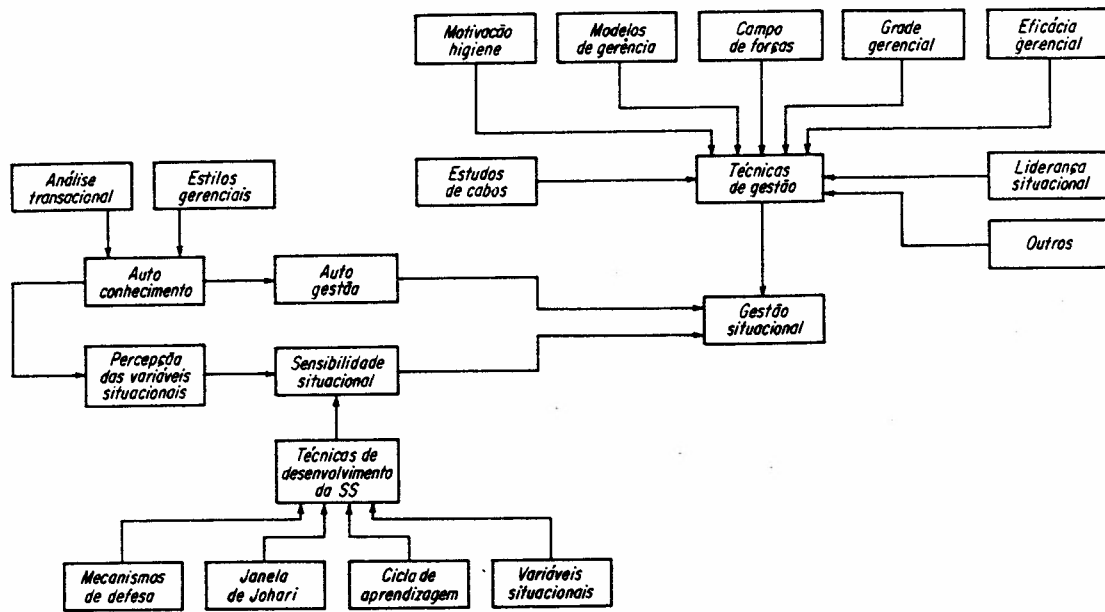 Motivação
higiene
Modelos
de gerência
Campo
de forças
Grade
gerencial
Eficácia
gerencial
Estudos
de cabos
Técnicas
de gestão
Liderança
situacional
Outros
Análise
transacional
Estilos
gerenciais
Auto
conhecimento
Auto
gestão
Gestão
situacional
Percepção
das variáveis
situacionais
Sensibilidade
situacional
Técnicas de
desenvolvimento
da SS
Mecanismos
de defesa
Janela
de Johari
Cicla de
aprendizagem
Variáveis
situacionais